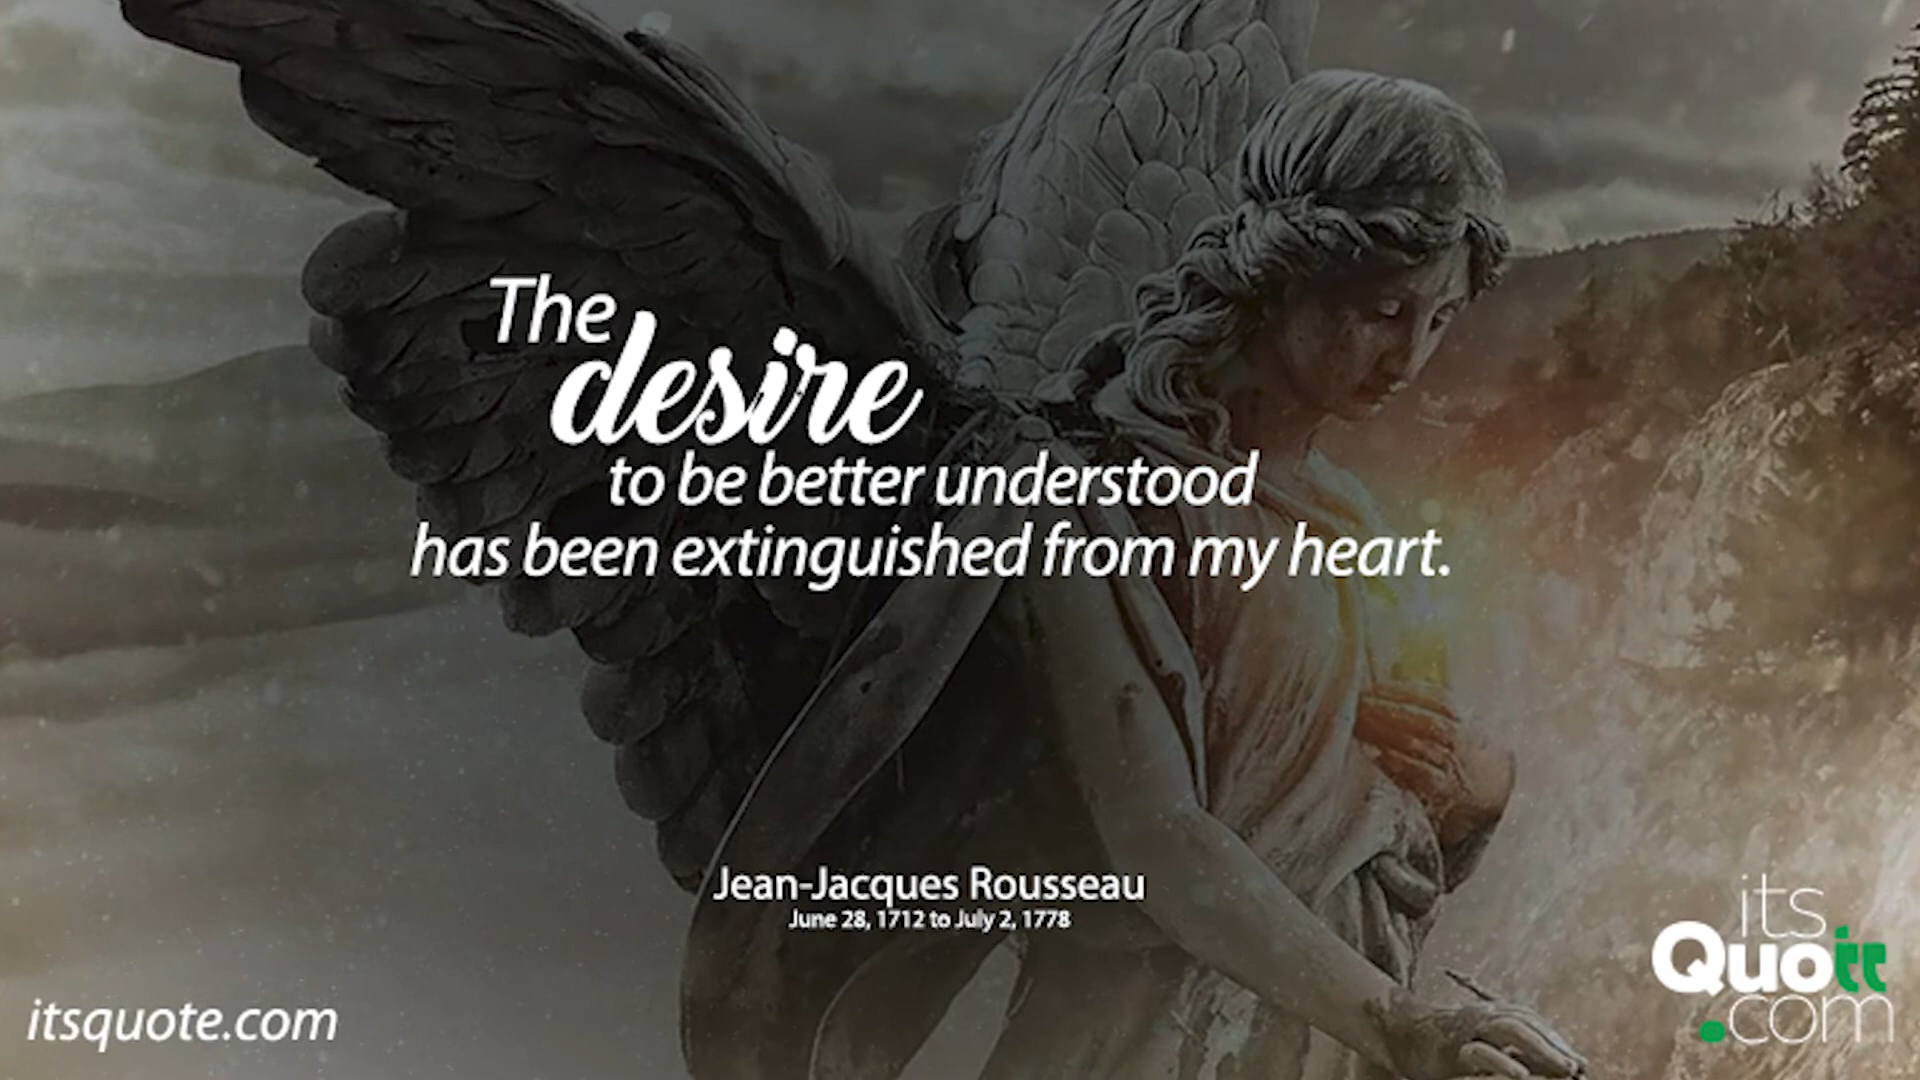 The
desire
to be better understood
has been extinguished from my heart.
Jean-Jacques Rousseau
June 28, 1712 to July 2, 1778
itsquote.com
its
Quott
.com